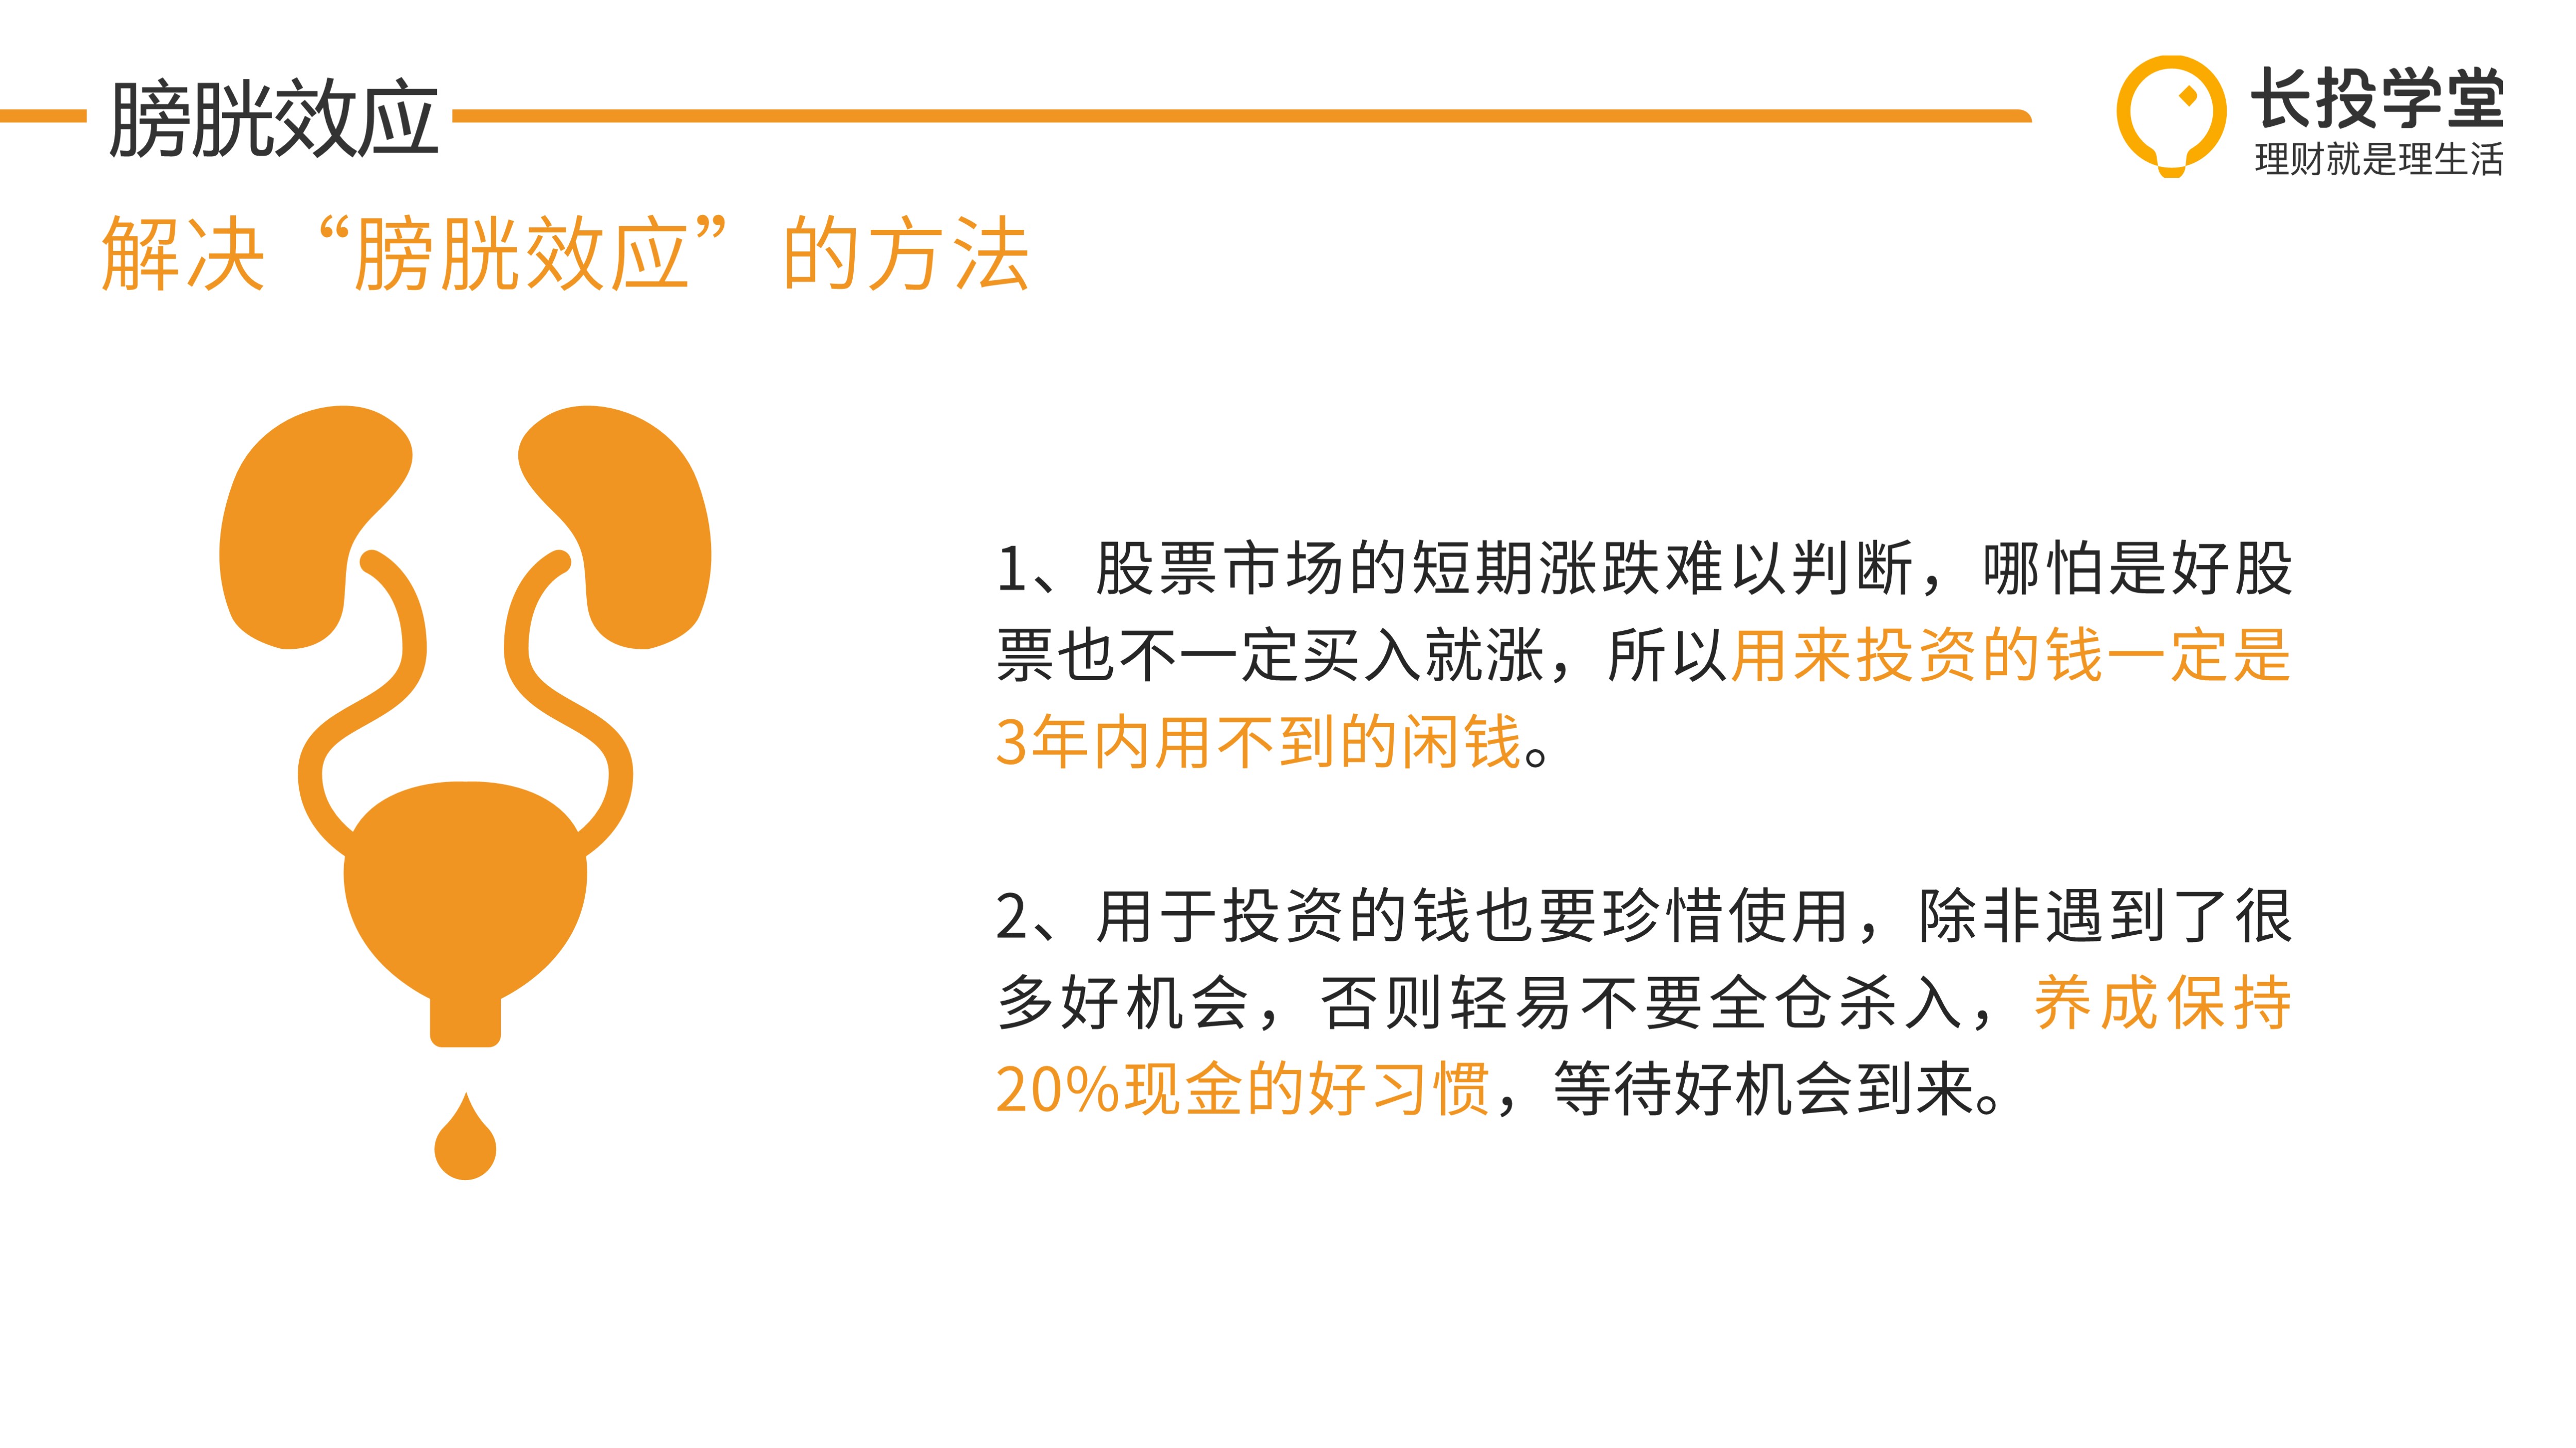 膀胱效应
长投学堂
理财就是理生活
解决“膀胱效应”的方法
1、股票市场的短期涨跌难以判断，哪怕是好股
票也不一定买入就涨，所以用来投资的钱一定是
3年内用不到的闲钱。
2、用于投资的钱也要珍惜使用，除非遇到了很
多好机会，否则轻易不要全仓杀入，养成保持
20%现金的好习惯，等待好机会到来。